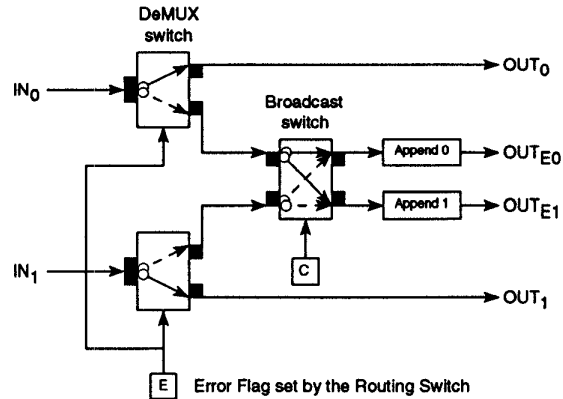 DeMUX
switch
IN0
OUT0
Broadcast
switch
Append 0
OUTE0
Append 1
OUTE1
IN1
C
OUT1
E
Error Flag set by the Routing Switch